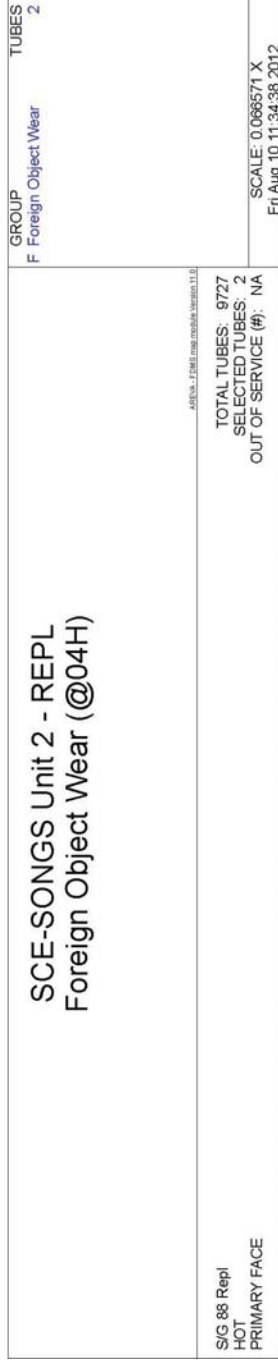 SCE-SONGS Unit 2 - REPL
Foreign Object Wear (@04H)
GROUP TUBES
F Foreign Object Wear 2
AREVA - FDMS map module Version 11.0
S/G 88 Repl
HOT
PRIMARY FACE
TOTAL TUBES: 9727
SELECTED TUBES: 2
OUT OF SERVICE (#): NA
SCALE: 0.066571 X
Fri Aug 10 11:34:38 2012